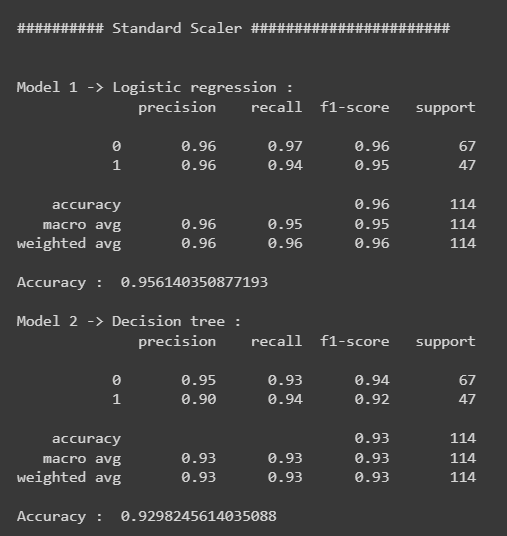 ########## Standard Scaler #######################
Model 1 -> Logistic regression :
precision recall f1-score support
0 0.96 0.97 0.96 67
1 0.96 0.94 0.95 47
accuracy 0.96 114
macro avg 0.96 0.95 0.95 114
weighted avg 0.96 0.96 0.96 114
Accuracy : 0.956140350877193
Model 2 -> Decision tree :
precision recall f1-score support
0 0.95 0.93 0.94 67
1 0.90 0.94 0.92 47
accuracy 0.93 114
macro avg 0.93 0.93 0.93 114
weighted avg 0.93 0.93 0.93 114
Accuracy : 0.9298245614035088